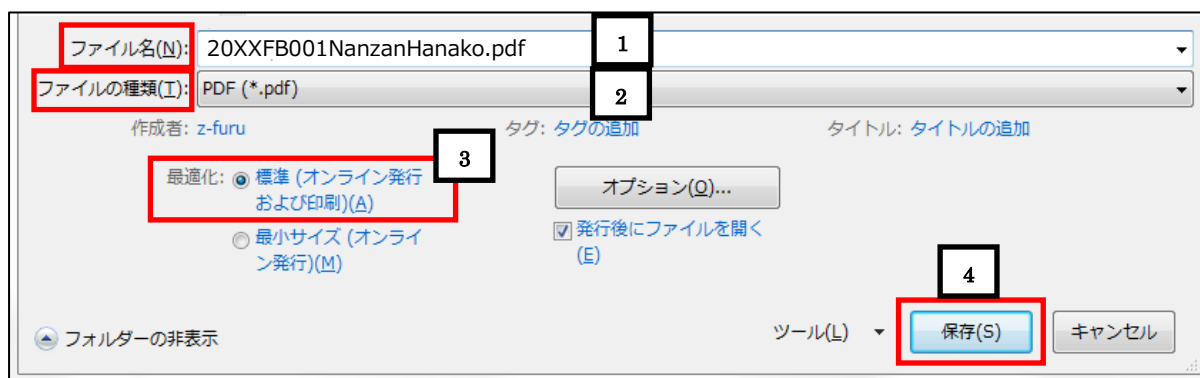 ファイル名(N): 20XXFB001NanzanHanako.pdf 1
ファイルの種類(T): PDF (*.pdf) 2
作成者: z-furu タグ: タグの追加 タイトル: タイトルの追加
3
最適化: 標準 (オンライン発行
および印刷)(A)
オプション(O)...
最小サイズ (オンライ
ン発行)(M)
発行後にファイルを開く
(E)
4
フォルダーの非表示 ツール(L) 保存(S) キャンセル